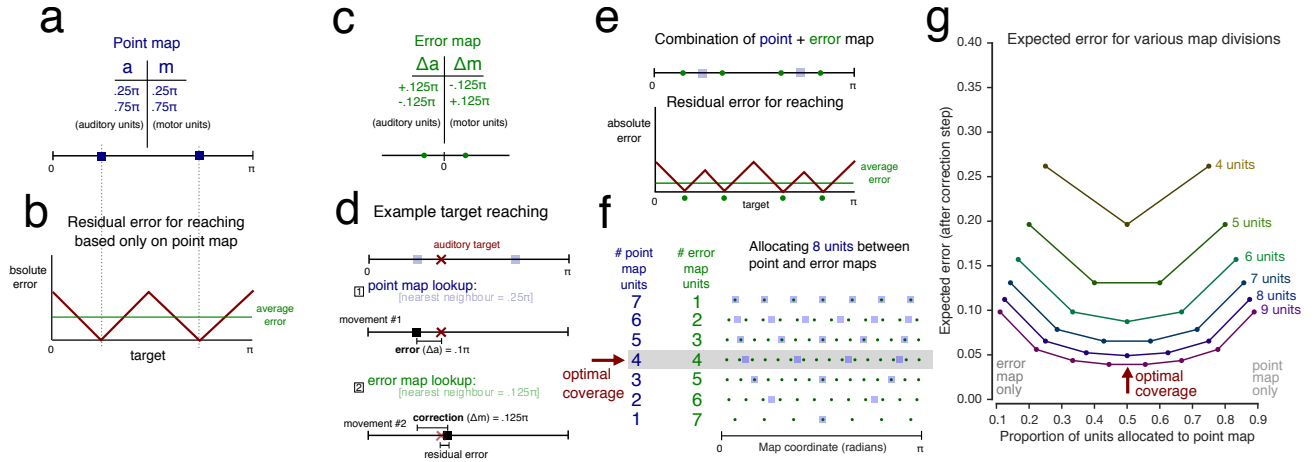 a
Point map
a m
.25π .25π
.75π .75π
(auditory units) (motor units)
0 π
b
Residual error for reaching
based only on point map
bsolute
error
average
error
0 target π
c
Error map
Δa Δm
+.125π -.125π
-.125π +.125π
(auditory units) (motor units)
0
d
Example target reaching
auditory target
0 π
1 point map lookup:
[nearest neighbour = .25π]
movement #1
error (Δa) = .1π
2 error map lookup:
[nearest neighbour = .125π]
correction (Δm) = .125π
movement #2
residual error
e
Combination of point + error map
0 π
Residual error for reaching
absolute
error
average
error
0 target π
f
Allocating 8 units between
point and error maps
# point
map
units
# error
map
units
7 1
6 2
5 3
4 4
3 5
2 6
1 7
optimal
coverage
0 π
Map coordinate (radians)
g
Expected error for various map divisions
Expected error (after correction step)
0.40
0.35
0.30
0.25
0.20
0.15
0.10
0.05
0.00
4 units
5 units
6 units
7 units
8 units
9 units
error
map
only
optimal
coverage
point
map
only
0.1 0.2 0.3 0.4 0.5 0.6 0.7 0.8 0.9
Proportion of units allocated to point map